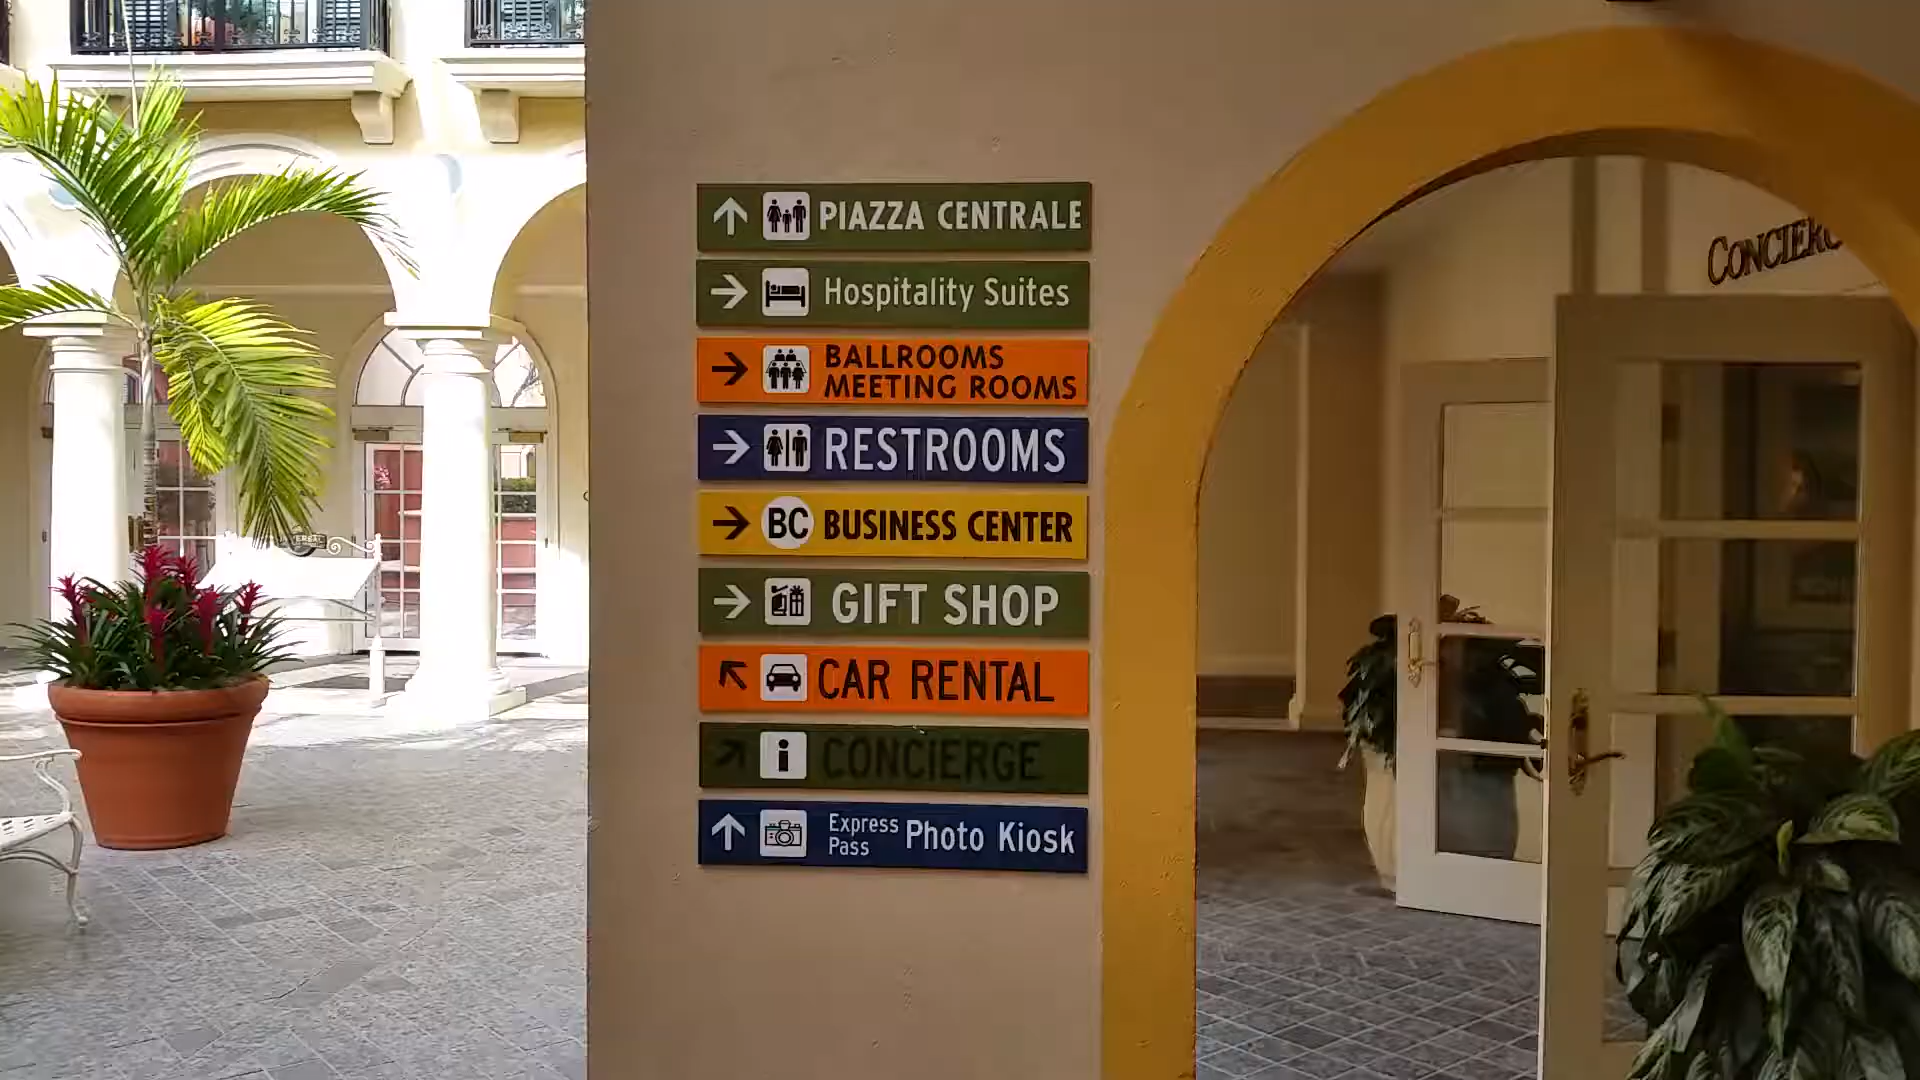 PIAZZA CENTRALE
Hospitality Suites
BALLROOMS
MEETING ROOMS
RESTROOMS
BC BUSINESS CENTER
GIFT SHOP
CAR RENTAL
i CONCIERGE
Express Pass Photo Kiosk